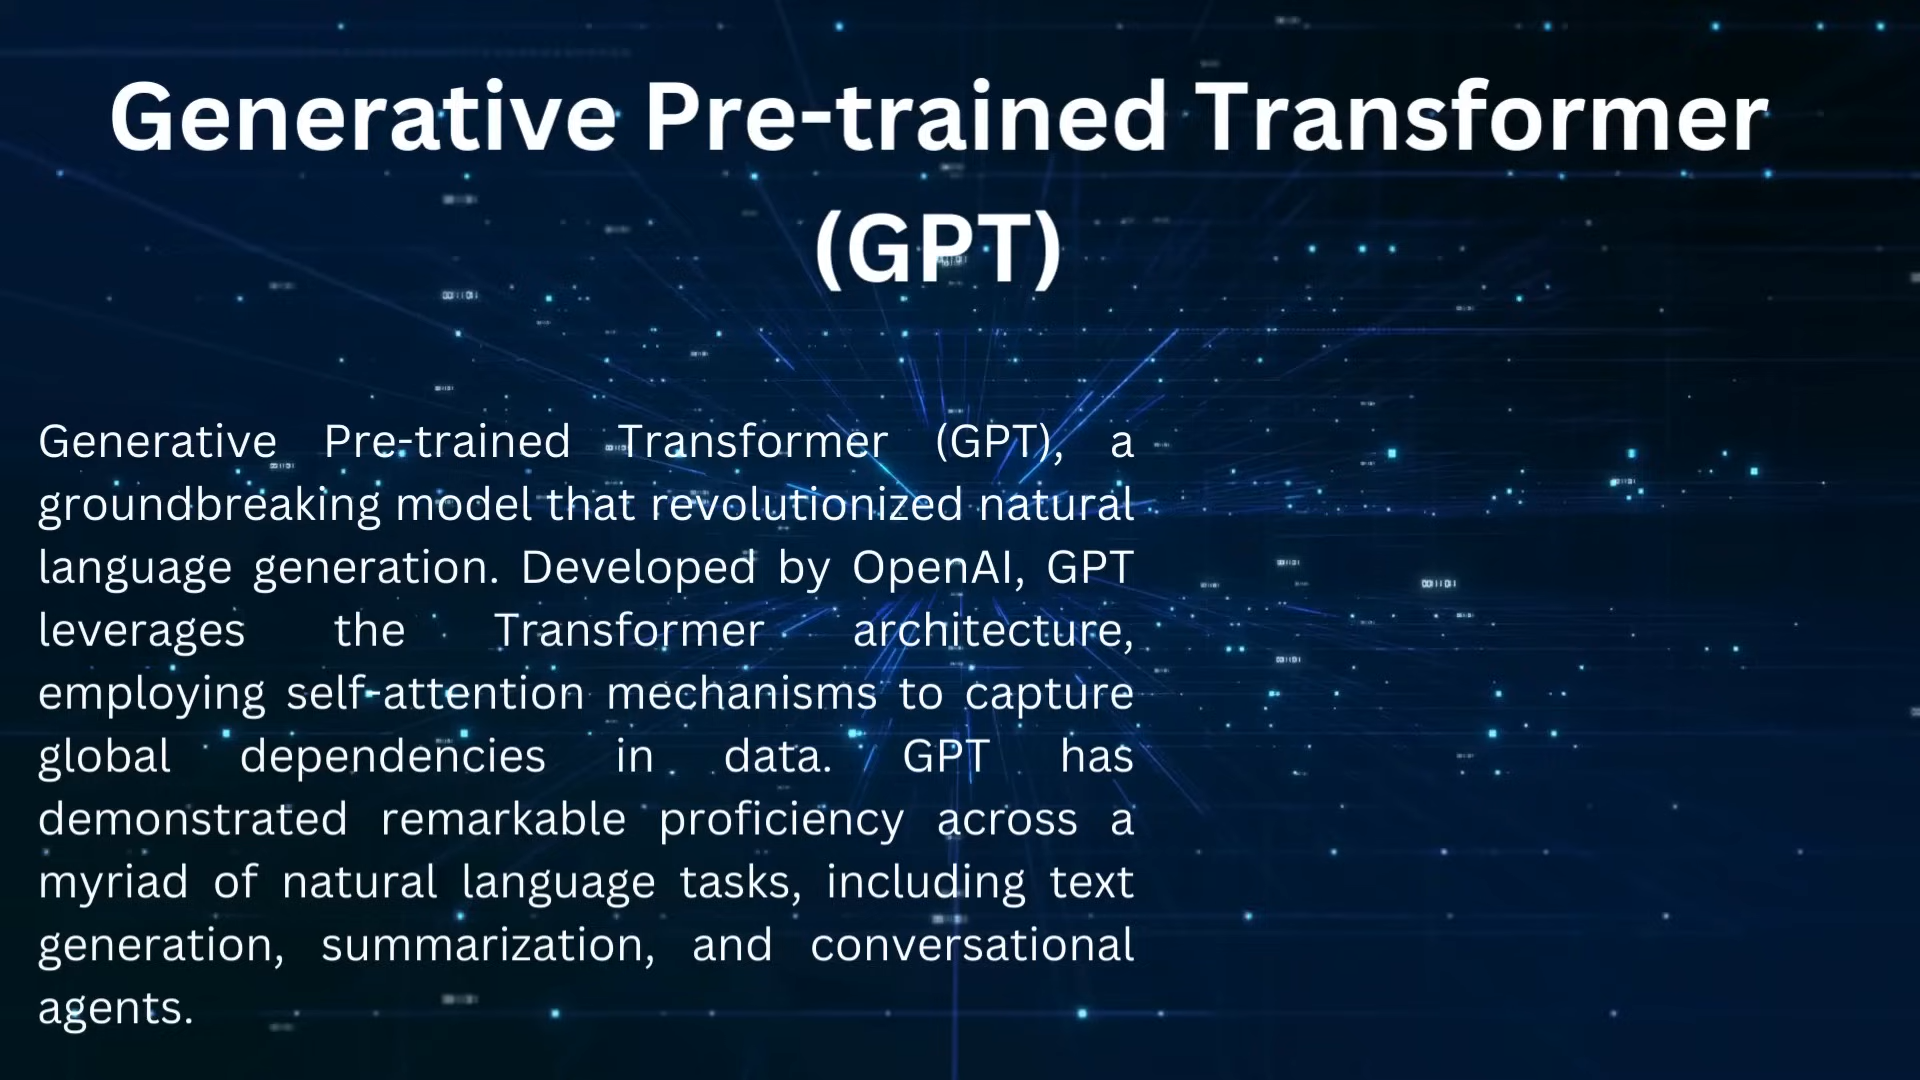 Generative Pre-trained Transformer
(GPT)
Generative Pre-trained Transformer (GPT), a
groundbreaking model that revolutionized natural
language generation. Developed by OpenAI, GPT
leverages the Transformer architecture,
employing self-attention mechanisms to capture
global dependencies in data. GPT has
demonstrated remarkable proficiency across a
myriad of natural language tasks, including text
generation, summarization, and conversational
agents.